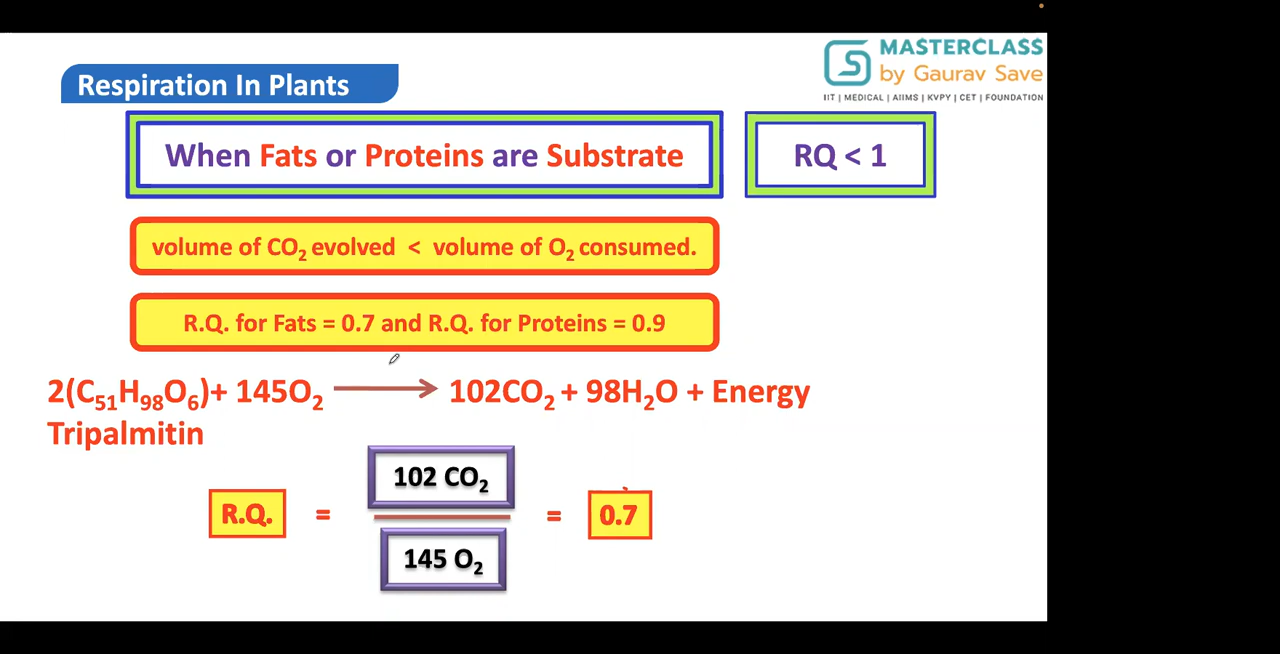 MASTERCLASS
by Gaurav Save
IIT | MEDICAL | AIIMS | KVPY | CET | FOUNDATION
Respiration In Plants
When Fats or Proteins are Substrate
RQ < 1
volume of CO₂ evolved < volume of O₂ consumed.
R.Q. for Fats = 0.7 and R.Q. for Proteins = 0.9
2(C₅₁H₉₈O₆)+ 145O₂ ⟶ 102CO₂ + 98H₂O + Energy
Tripalmitin
102 CO₂
R.Q. = = 0.7
145 O₂